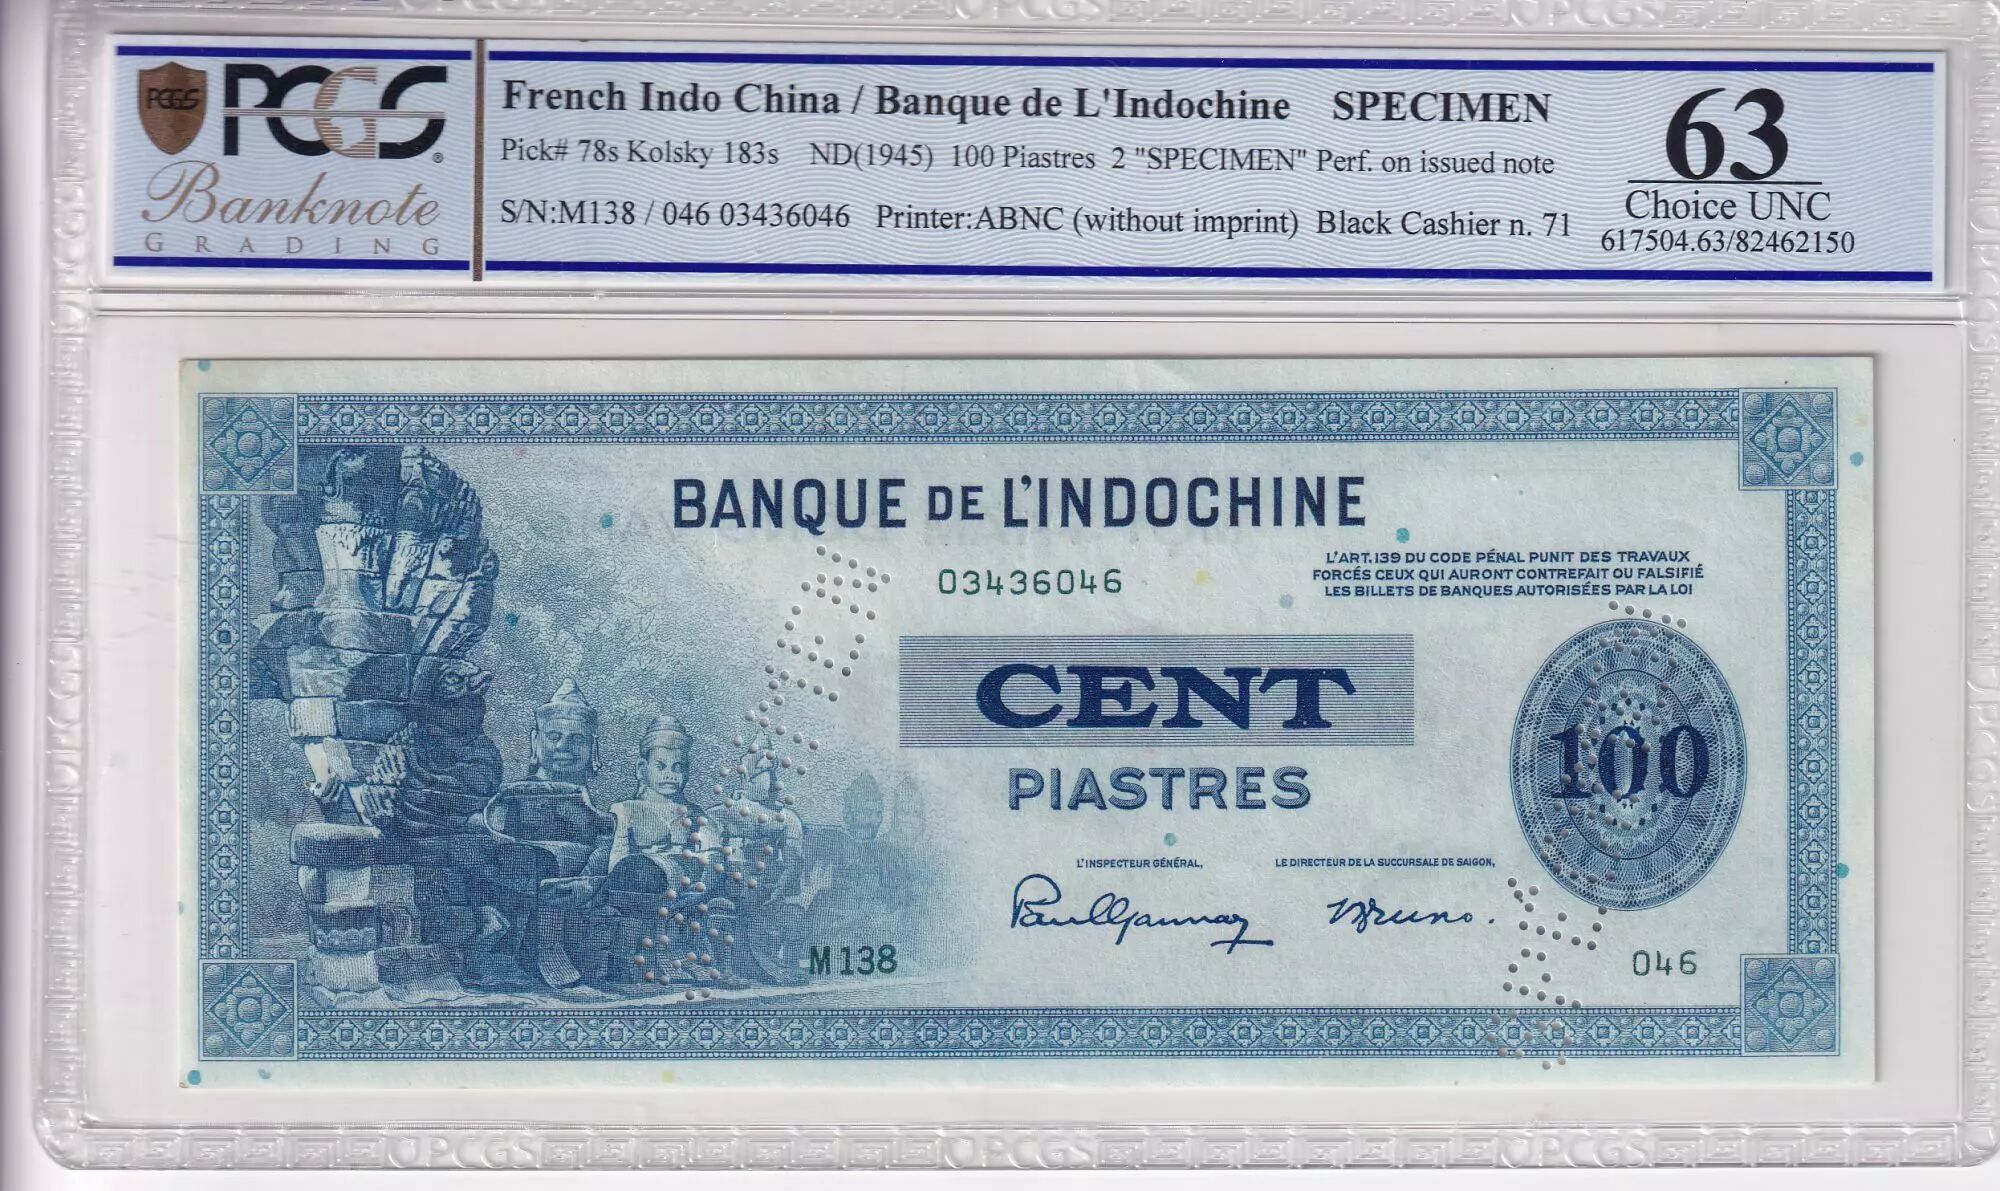 PCGS
PCGS
Banknote
GRADING
French Indo China / Banque de L'Indochine SPECIMEN
Pick# 78s Kolsky 183s ND(1945) 100 Piastres 2 "SPECIMEN" Perf. on issued note
S/N:M138 / 046 03436046 Printer:ABNC (without imprint) Black Cashier n. 71
63
Choice UNC
617504.63/82462150
BANQUE DE L'INDOCHINE
03436046
L'ART.139 DU CODE PÉNAL PUNIT DES TRAVAUX
FORCÉS CEUX QUI AURONT CONTREFAIT OU FALSIFIÉ
LES BILLETS DE BANQUES AUTORISÉES PAR LA LOI
CENT
PIASTRES
100
L'INSPECTEUR GÉNÉRAL,
LE DIRECTEUR DE LA SUCCURSALE DE SAIGON,
M138
046
SPECIMEN
SPECIMEN